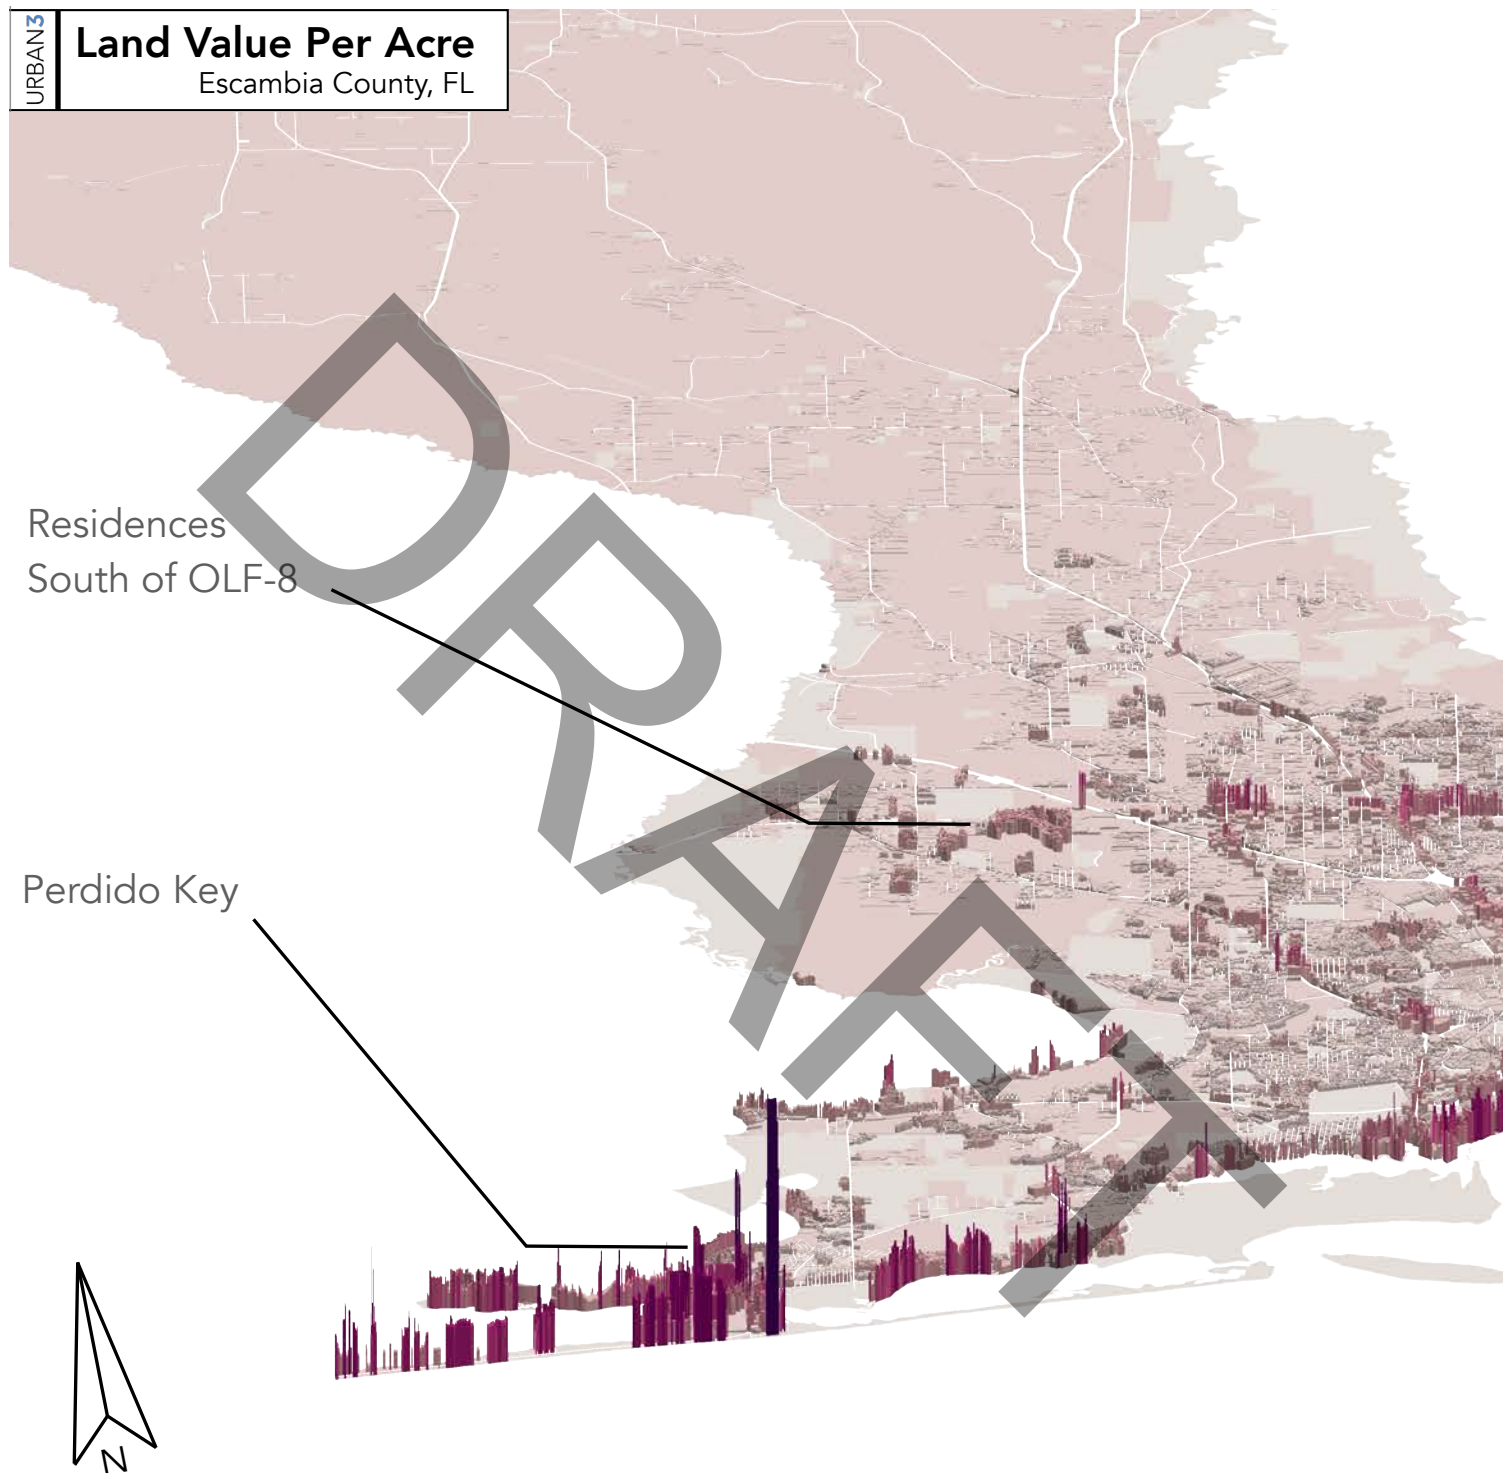 URBAN3
Land Value Per Acre
Escambia County, FL
Residences
South of OLF-8
Perdido Key
DRAFT
N